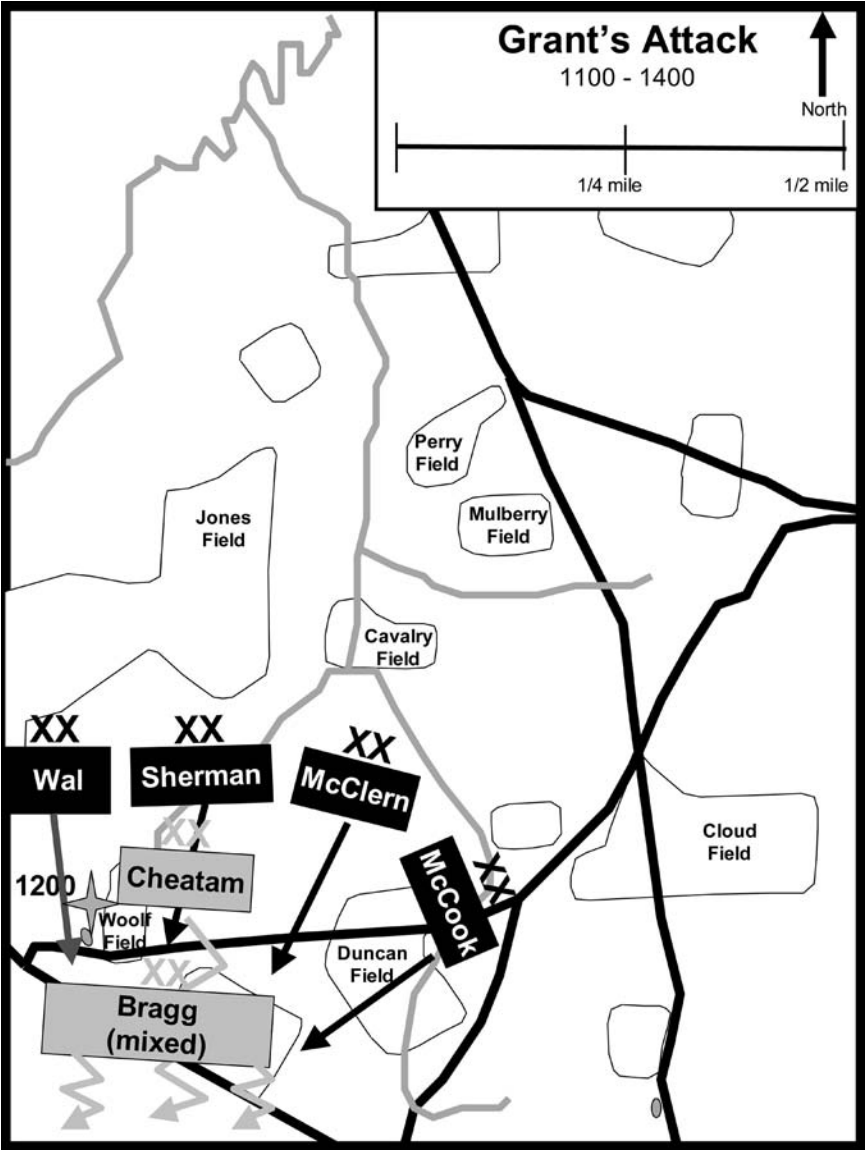 Grant's Attack
1100 - 1400
North
1/4 mile
1/2 mile
Perry
Field
Mulberry
Field
Jones
Field
Cavalry
Field
XX
Wal
XX
Sherman
XX
McClern
XX
Cheatam
XX
McCook
Cloud
Field
1200
Woolf
Field
Duncan
Field
XX
Bragg
(mixed)